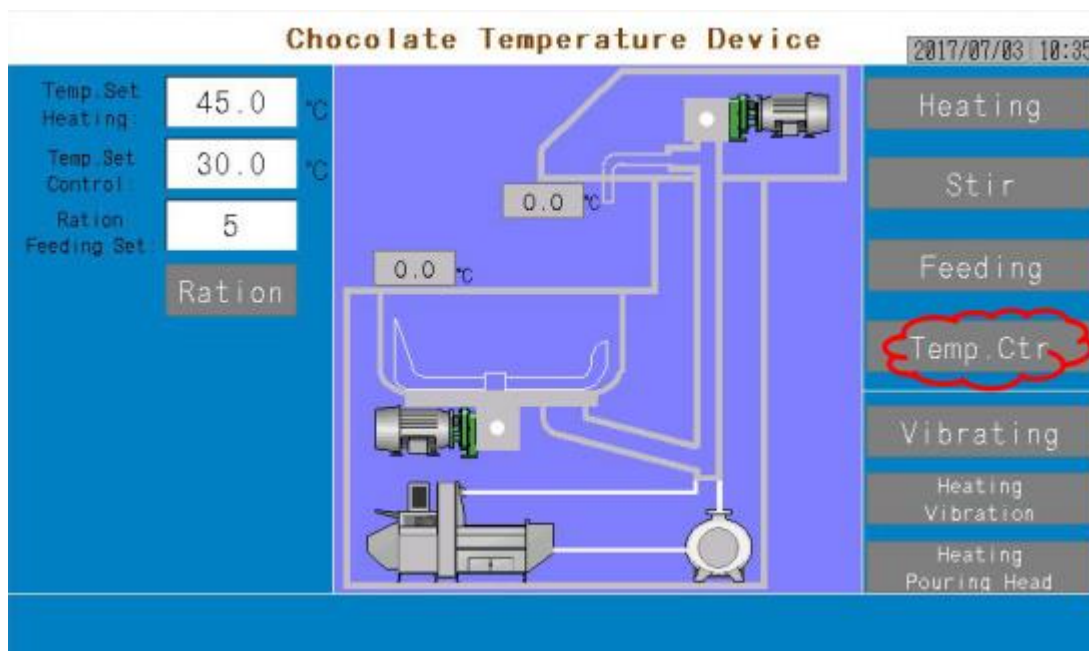 Chocolate Temperature Device
2017/07/03 10:35
Temp.Set
Heating
45.0 °C
Temp.Set
Control:
30.0 °C
Ration
Feeding Set:
5
Ration
0.0 °C
0.0 °C
Heating
Stir
Feeding
Temp.Ctr
Vibrating
Heating
Vibration
Heating
Pouring Head